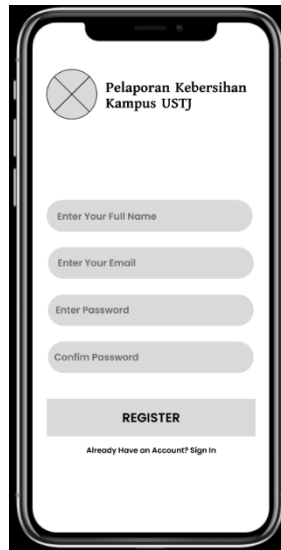 Pelaporan Kebersihan
Kampus USTJ
Enter Your Full Name
Enter Your Email
Enter Password
Confim Password
REGISTER
Already Have an Account? Sign In